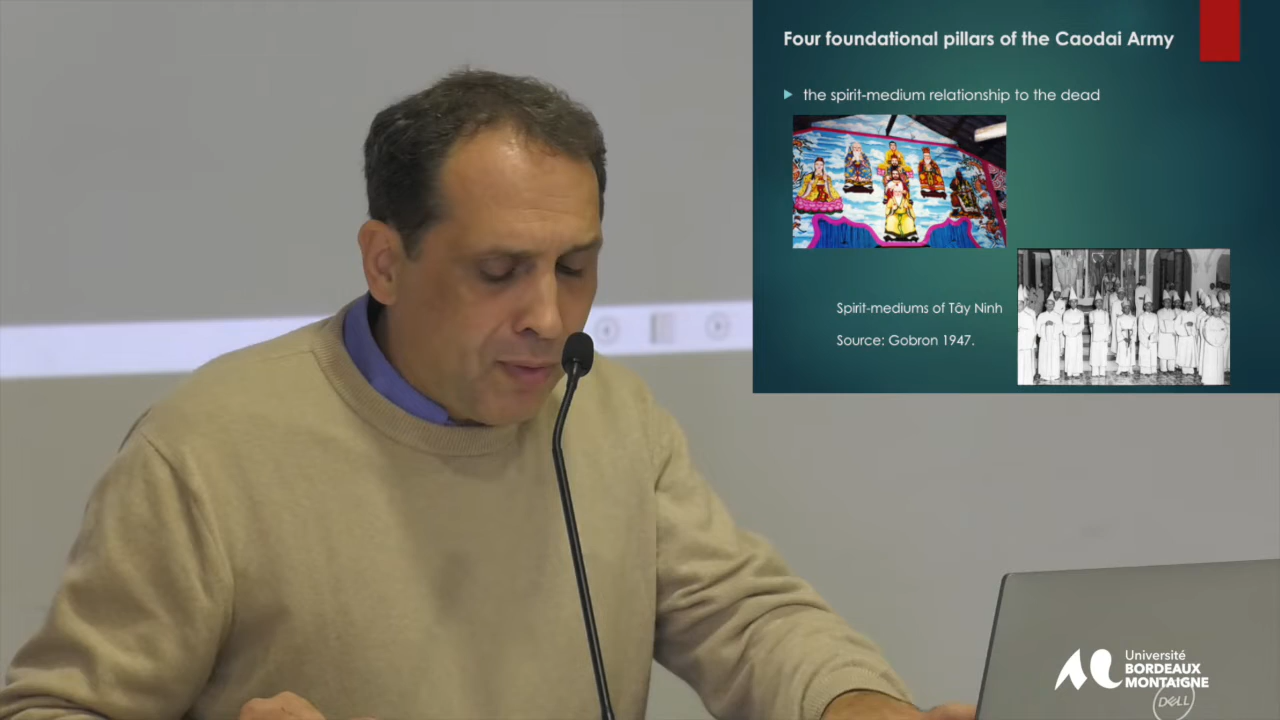 Four foundational pillars of the Caodai Army
the spirit-medium relationship to the dead
Spirit-mediums of Tây Ninh
Source: Gobron 1947.
Université
BORDEAUX
MONTAIGNE
DELL